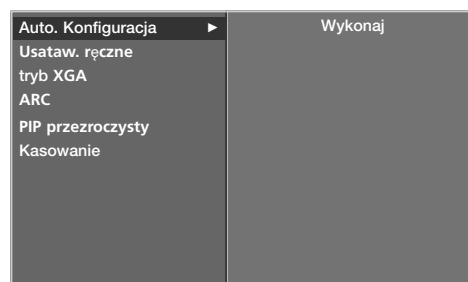 Auto. Konfiguracja ► Wykonaj
Usataw. ręczne
tryb XGA
ARC
PIP przezroczysty
Kasowanie